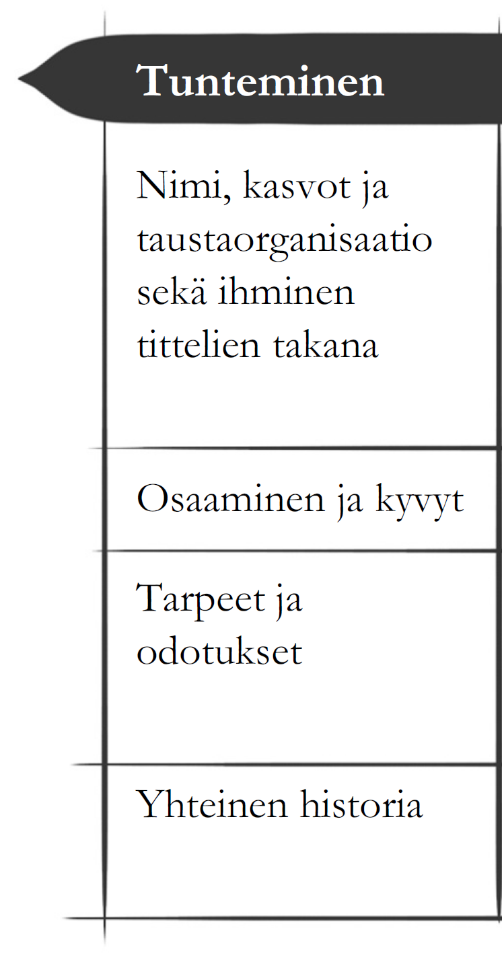 Tunteminen
Nimi, kasvot ja
taustaorganisaatio
sekä ihminen
tittelien takana
Osaaminen ja kyvyt
Tarpeet ja
odotukset
Yhteinen historia